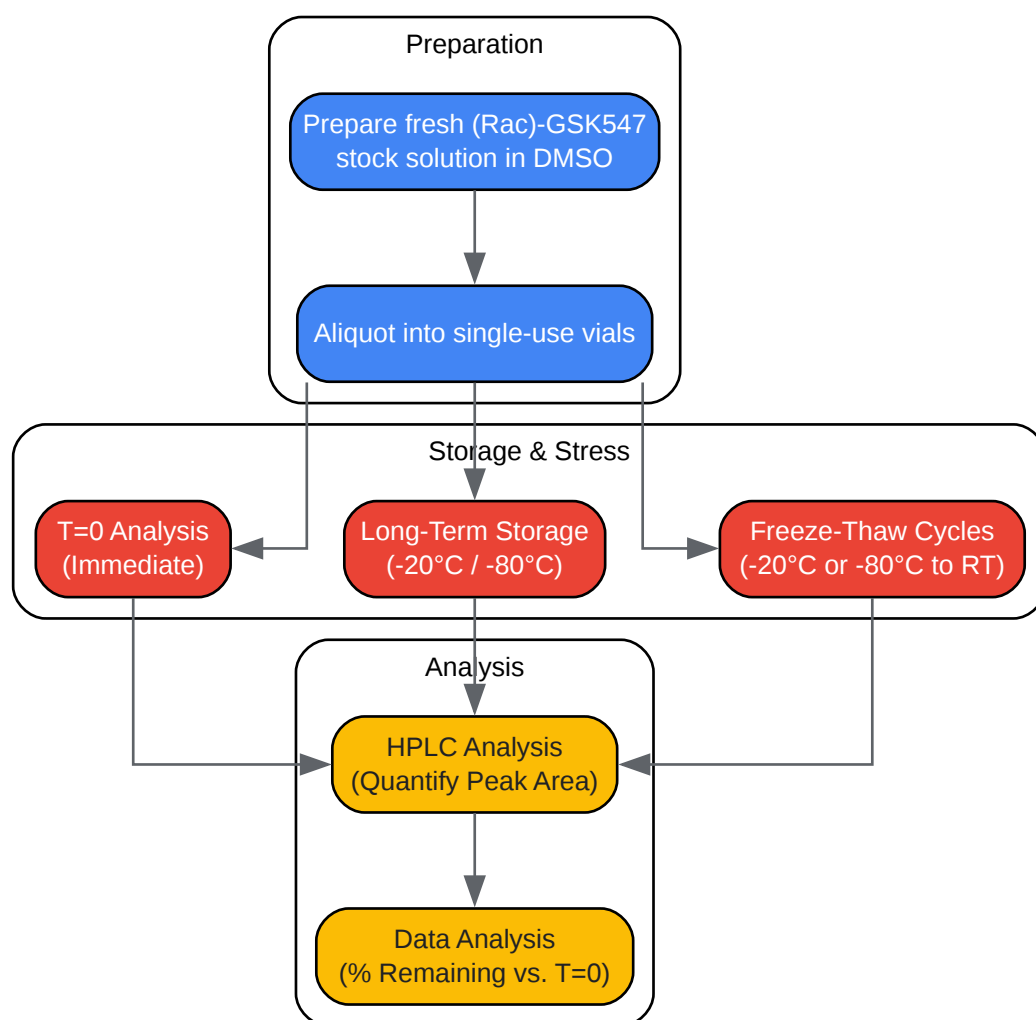 Preparation
Prepare fresh (Rac)-GSK547
stock solution in DMSO
Aliquot into single-use vials
Storage & Stress
T=0 Analysis
(Immediate)
Long-Term Storage
(-20°C / -80°C)
Freeze-Thaw Cycles
(-20°C or -80°C to RT)
Analysis
HPLC Analysis
(Quantify Peak Area)
Data Analysis
(% Remaining vs. T=0)